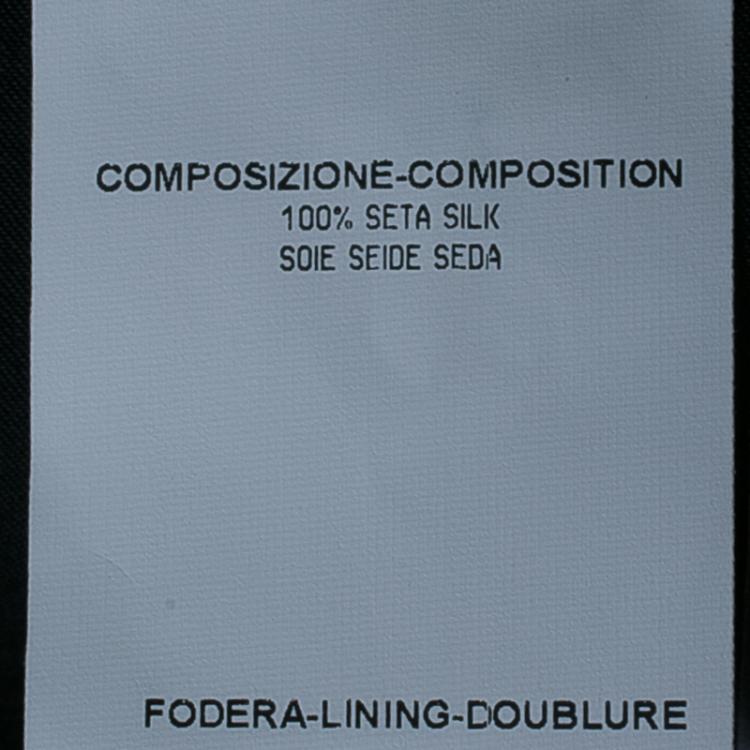 COMPOSIZIONE-COMPOSITION
100% SETA SILK
SOIE SEIDE SEDA
FODERA-LINING-DOUBLURE